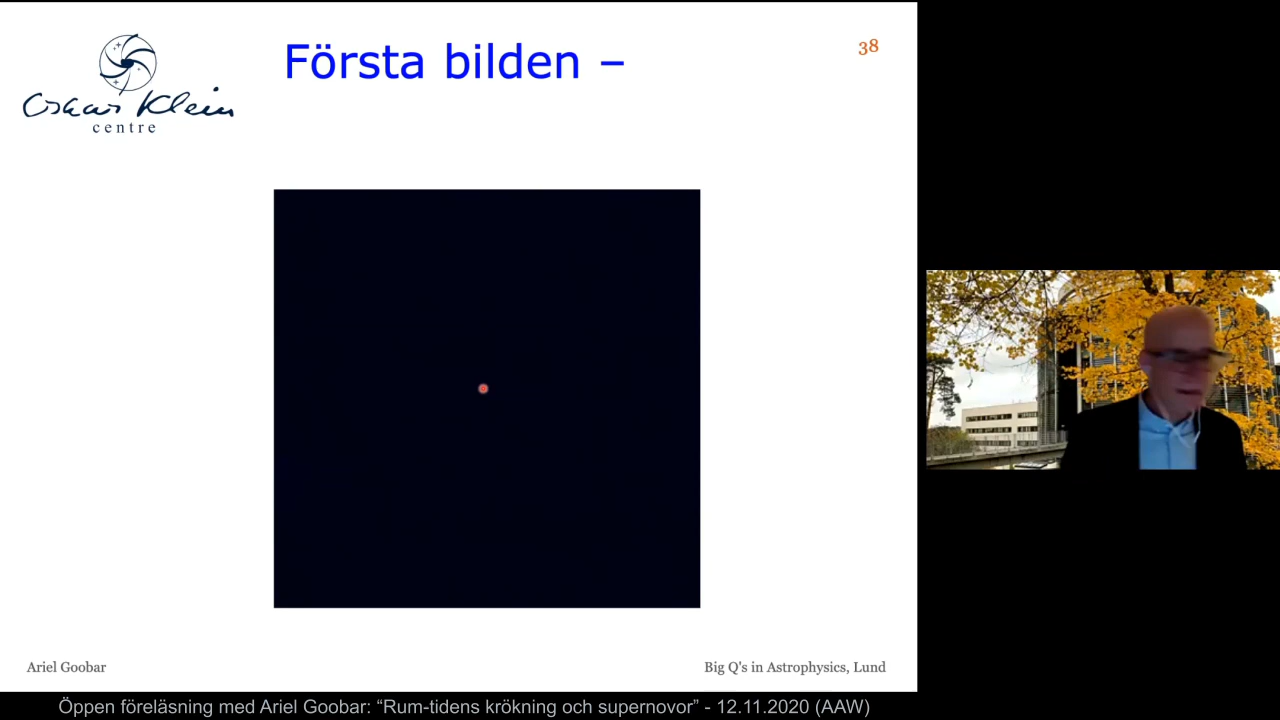 Första bilden –
38
Oskar Klein
centre
Ariel Goobar
Big Q's in Astrophysics, Lund
Öppen föreläsning med Ariel Goobar: “Rum-tidens krökning och supernovor” - 12.11.2020 (AAW)